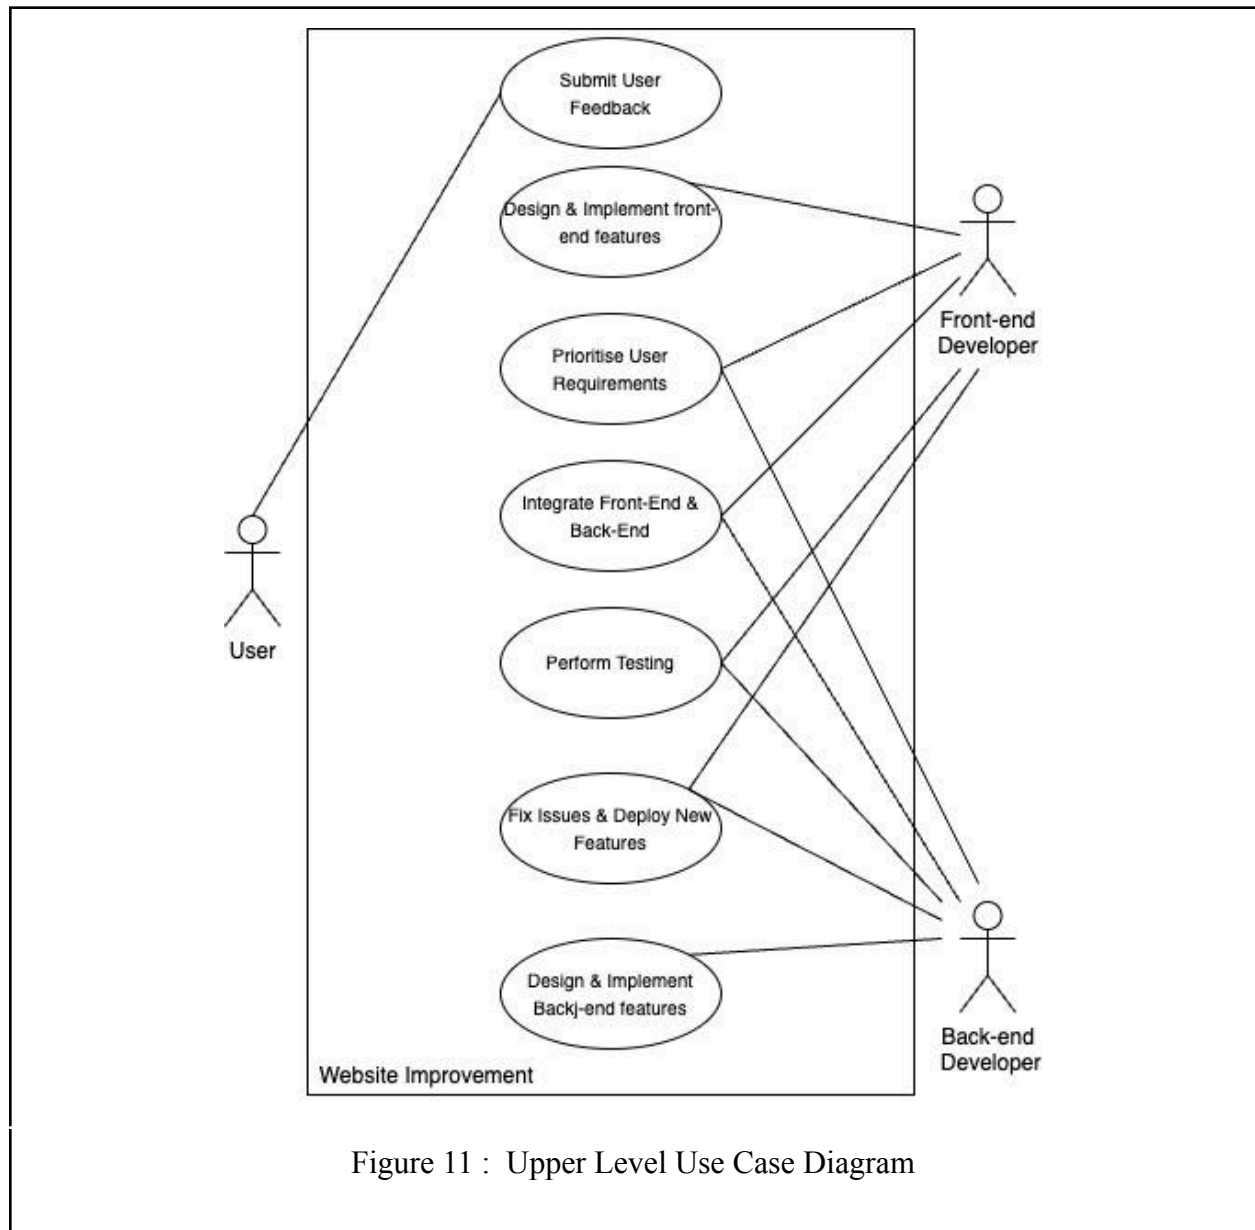 Submit User
Feedback
Design & Implement front-
end features
Front-end
Developer
Prioritise User
Requirements
Integrate Front-End &
Back-End
User
Perform Testing
Fix Issues & Deploy New
Features
Design & Implement
Backj-end features
Back-end
Developer
Website Improvement
Figure 11 :  Upper Level Use Case Diagram